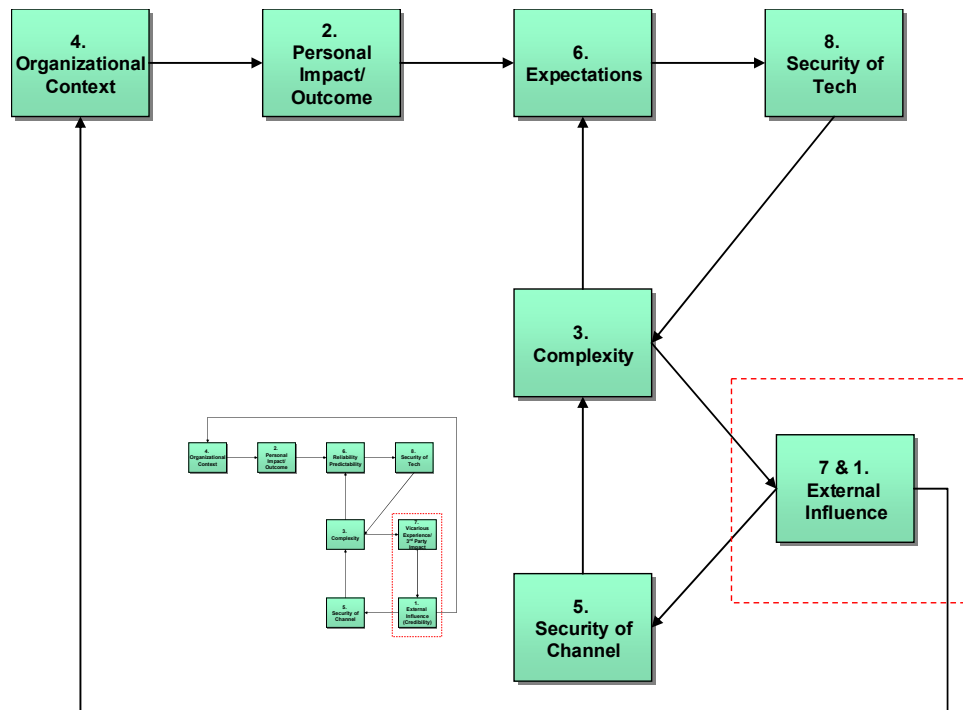 4.
Organizational
Context
2.
Personal
Impact/
Outcome
6.
Expectations
8.
Security of
Tech
3.
Complexity
7 & 1.
External
Influence
5.
Security of
Channel
4.
Organizational
Context
2.
Personal
Impact/
Outcome
6.
Reliability
Predictability
8.
Security of
Tech
3.
Complexity
7.
Vicarious
Experience/
3rd Party
Impact
5.
Security of
Channel
1.
External
Influence
(Credibility)